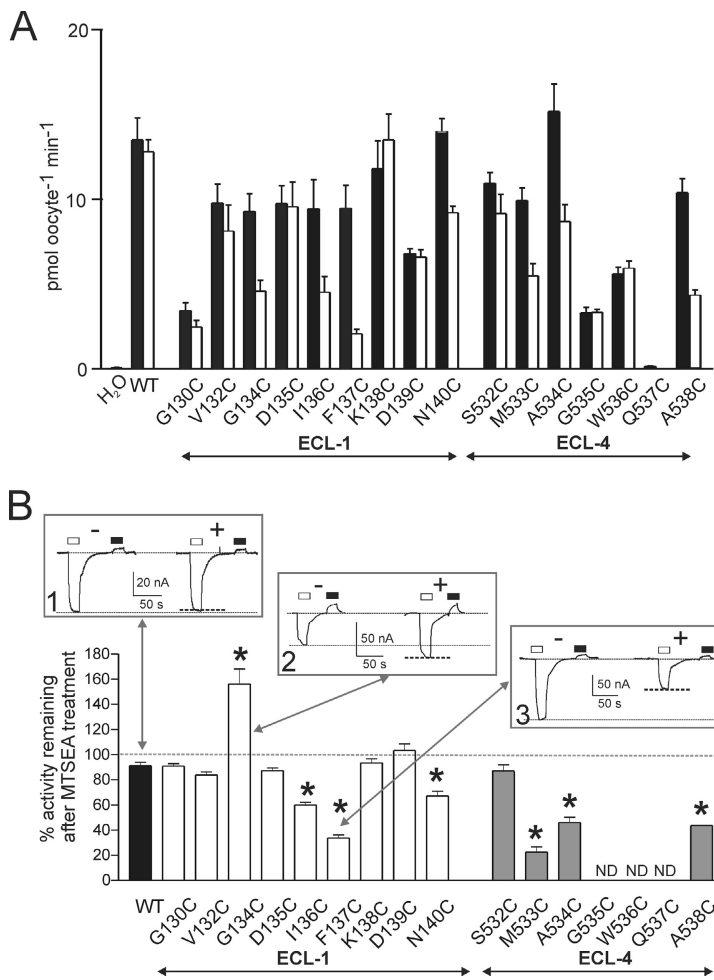 A
20
10
0
pmol oocyte-1 min-1
H2O WT G130C V132C G134C D135C I136C F137C K138C D139C N140C S532C M533C A534C G535C W536C Q537C A538C
ECL-1 ECL-4
B
- +
20 nA
50 s
1
- +
50 nA
50 s
2
- +
50 nA
50 s
3
180
160
140
120
100
80
60
40
20
0
% activity remaining
after MTSEA treatment
* * * * * * *
ND ND ND
WT G130C V132C G134C D135C I136C F137C K138C D139C N140C S532C M533C A534C G535C W536C Q537C A538C
ECL-1 ECL-4